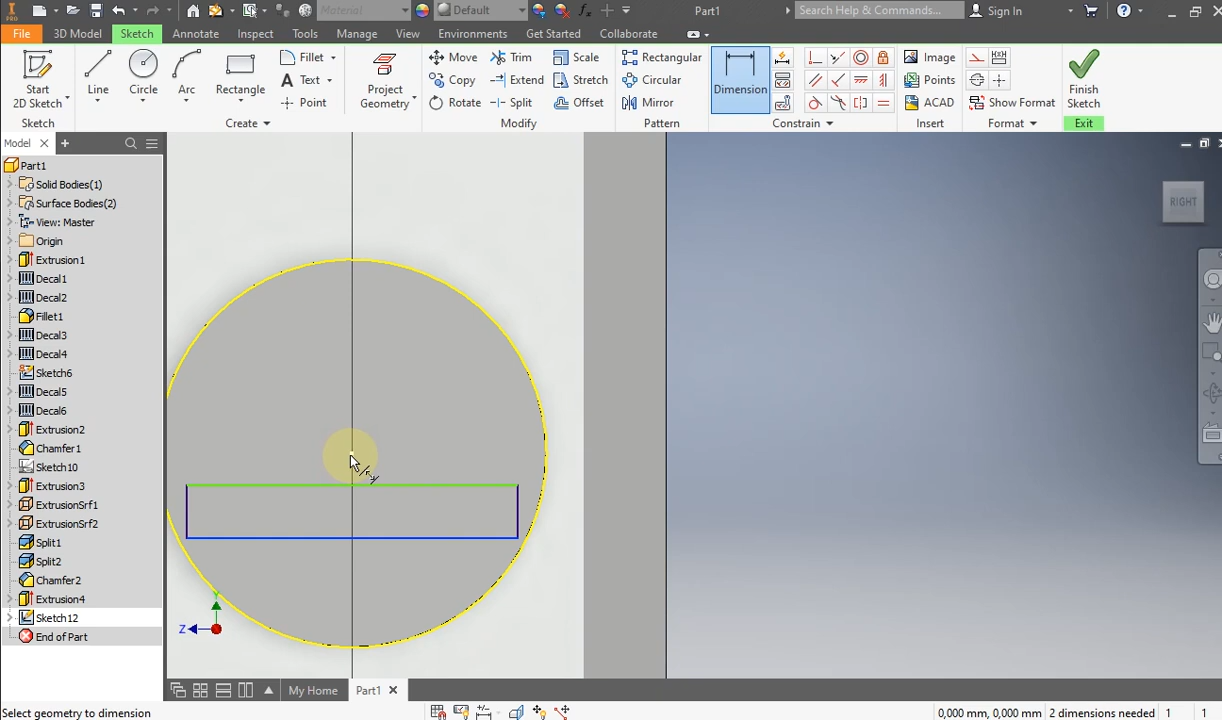 PRO
Material
Default
Part1
Search Help & Commands...
Sign In
File
3D Model
Sketch
Annotate
Inspect
Tools
Manage
View
Environments
Get Started
Collaborate
Start
2D Sketch
Line
Circle
Arc
Rectangle
Fillet
Text
Point
Project
Geometry
Move
Copy
Rotate
Trim
Extend
Split
Scale
Stretch
Offset
Rectangular
Circular
Mirror
Dimension
Image
Points
ACAD
Show Format
Finish
Sketch
Sketch
Create
Modify
Pattern
Constrain
Insert
Format
Exit
Model
Part1
Solid Bodies(1)
Surface Bodies(2)
View: Master
Origin
Extrusion1
Decal1
Decal2
Fillet1
Decal3
Decal4
Sketch6
Decal5
Decal6
Extrusion2
Chamfer1
Sketch10
Extrusion3
ExtrusionSrf1
ExtrusionSrf2
Split1
Split2
Chamfer2
Extrusion4
Sketch12
End of Part
RIGHT
Y
Z
My Home
Part1
Select geometry to dimension
0,000 mm, 0,000 mm
2 dimensions needed
1
1